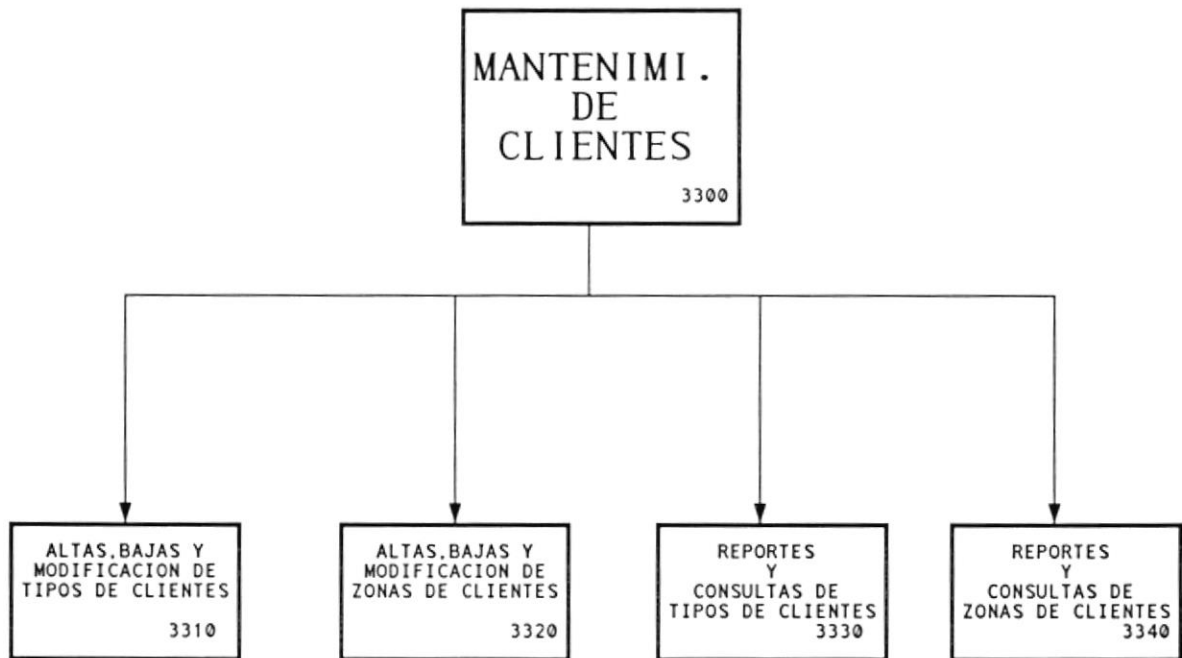 MANTENIMI.
DE
CLIENTES
3300
ALTAS,BAJAS Y
MODIFICACION DE
TIPOS DE CLIENTES
3310
ALTAS,BAJAS Y
MODIFICACION DE
ZONAS DE CLIENTES
3320
REPORTES
Y
CONSULTAS DE
TIPOS DE CLIENTES
3330
REPORTES
Y
CONSULTAS DE
ZONAS DE CLIENTES
3340